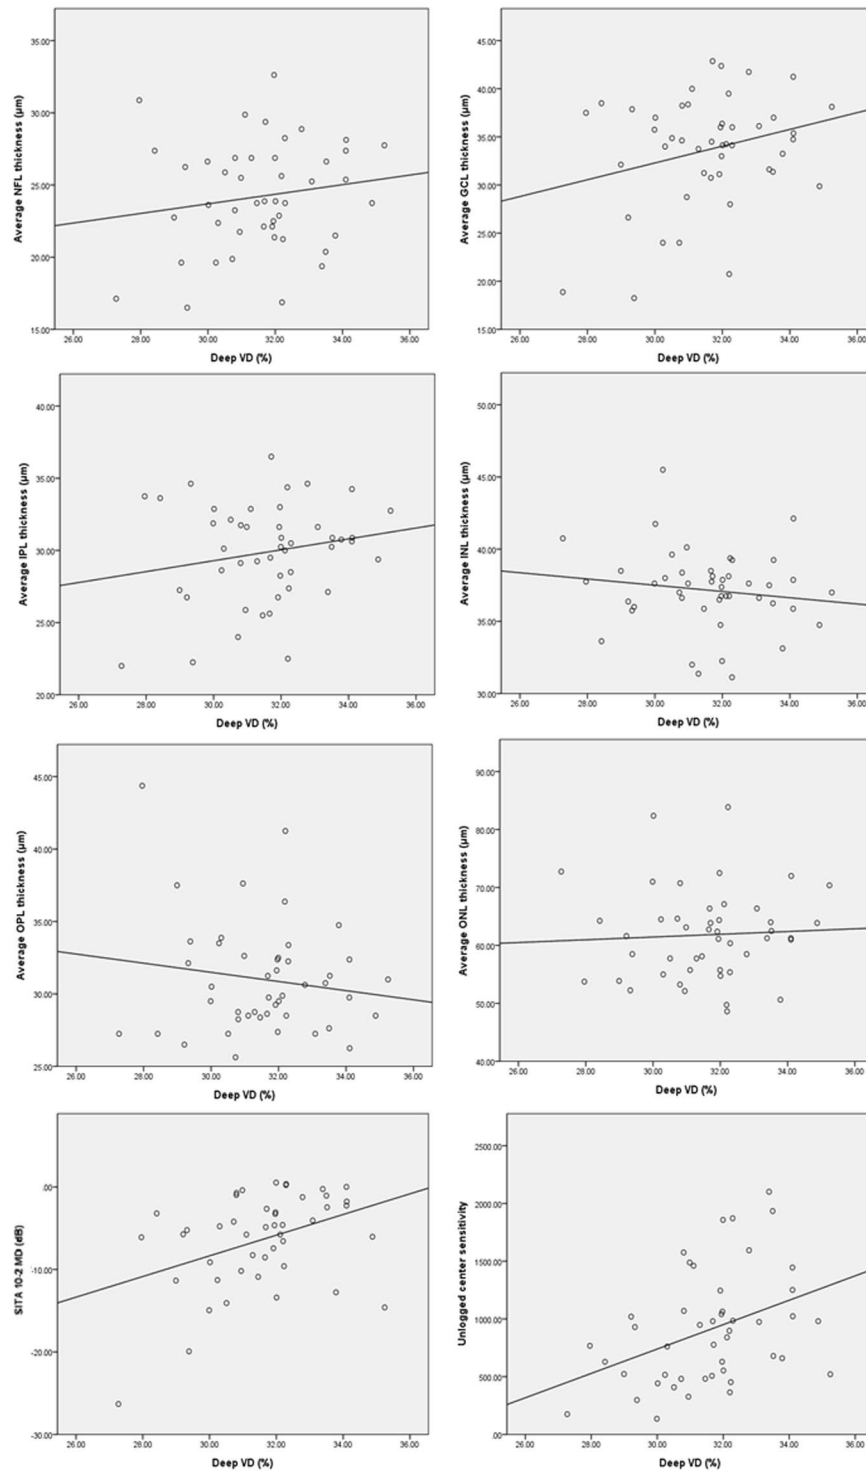 Average NFL thickness (µm)
35.00
30.00
25.00
20.00
15.00
26.00 28.00 30.00 32.00 34.00 36.00
Deep VD (%)
Average GCL thickness (µm)
45.00
40.00
35.00
30.00
25.00
20.00
15.00
26.00 28.00 30.00 32.00 34.00 36.00
Deep VD (%)
Average IPL thickness (µm)
40.00
35.00
30.00
25.00
20.00
26.00 28.00 30.00 32.00 34.00 36.00
Deep VD (%)
Average INL thickness (µm)
50.00
45.00
40.00
35.00
30.00
26.00 28.00 30.00 32.00 34.00 36.00
Deep VD (%)
Average OPL thickness (µm)
45.00
40.00
35.00
30.00
25.00
26.00 28.00 30.00 32.00 34.00 36.00
Deep VD (%)
Average ONL thickness (µm)
90.00
80.00
70.00
60.00
50.00
40.00
26.00 28.00 30.00 32.00 34.00 36.00
Deep VD (%)
SITA 10-2 MD (dB)
.00
-10.00
-20.00
-30.00
26.00 28.00 30.00 32.00 34.00 36.00
Deep VD (%)
Unlogged center sensitivity
2500.00
2000.00
1500.00
1000.00
500.00
.00
26.00 28.00 30.00 32.00 34.00 36.00
Deep VD (%)